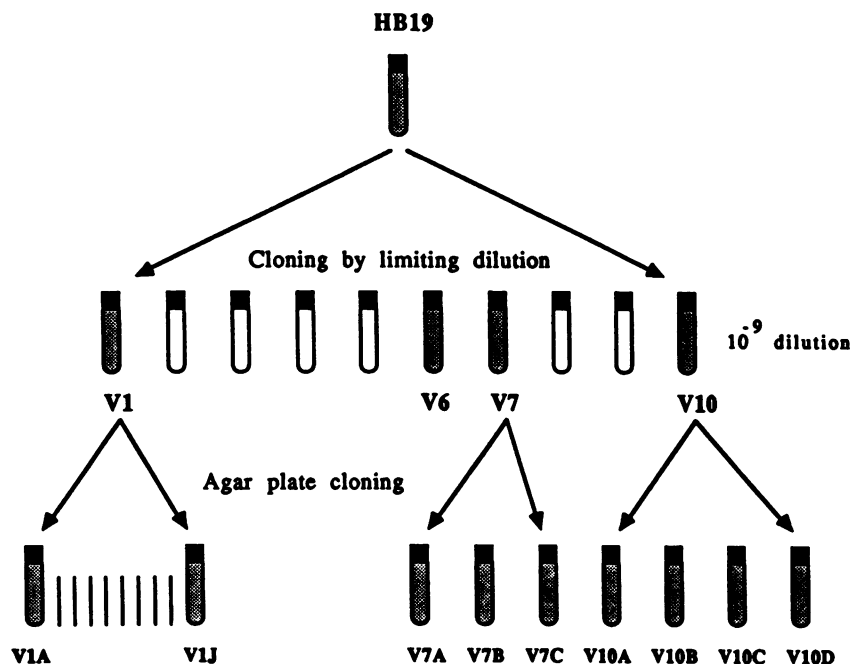 HB19
Cloning by limiting dilution
10-9 dilution
V1 V6 V7 V10
Agar plate cloning
V1A V1J V7A V7B V7C V10A V10B V10C V10D